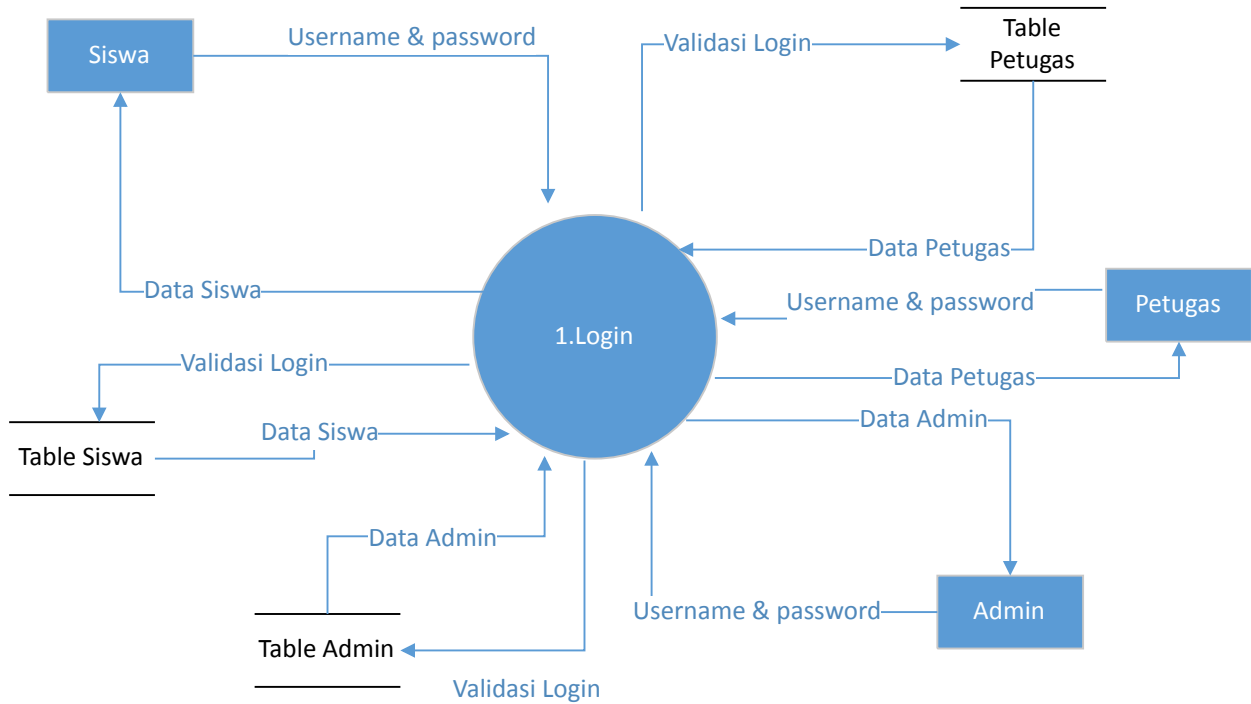 Siswa
Username & password
Validasi Login
Table
Petugas
Data Petugas
Data Siswa
Username & password
Petugas
1.Login
Validasi Login
Data Petugas
Data Admin
Data Siswa
Table Siswa
Data Admin
Username & password
Admin
Table Admin
Validasi Login